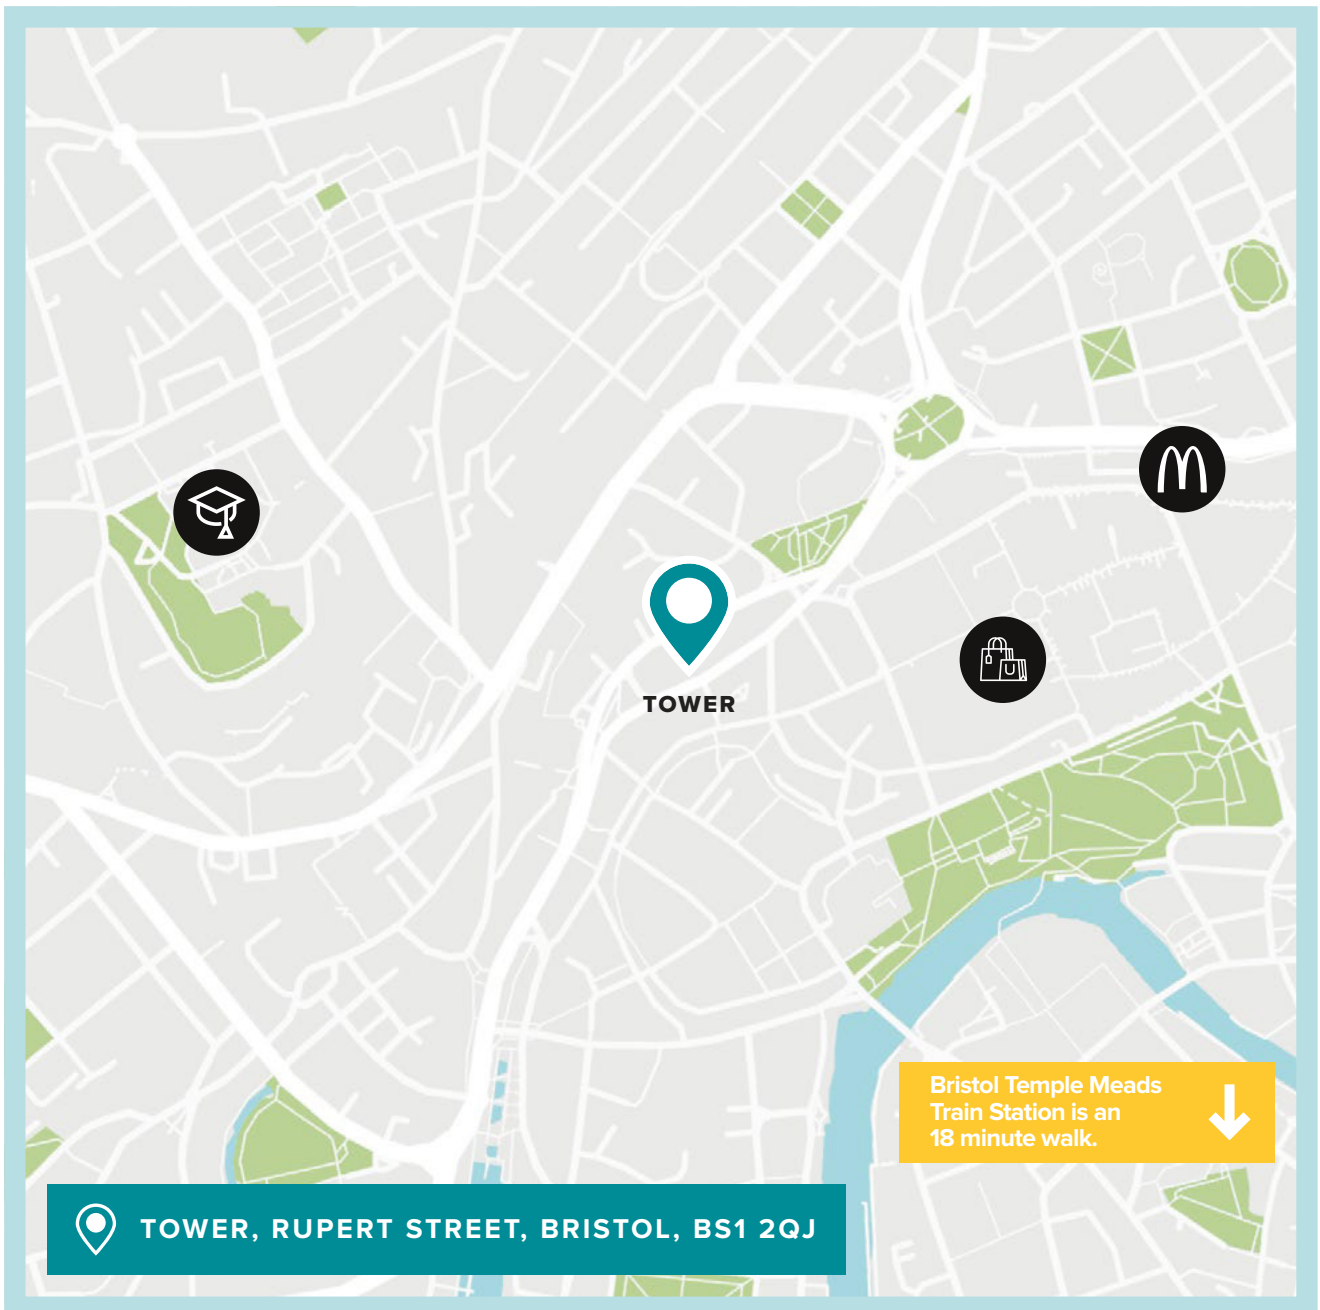 TOWER
Bristol Temple Meads
Train Station is an
18 minute walk.
TOWER, RUPERT STREET, BRISTOL, BS1 2QJ